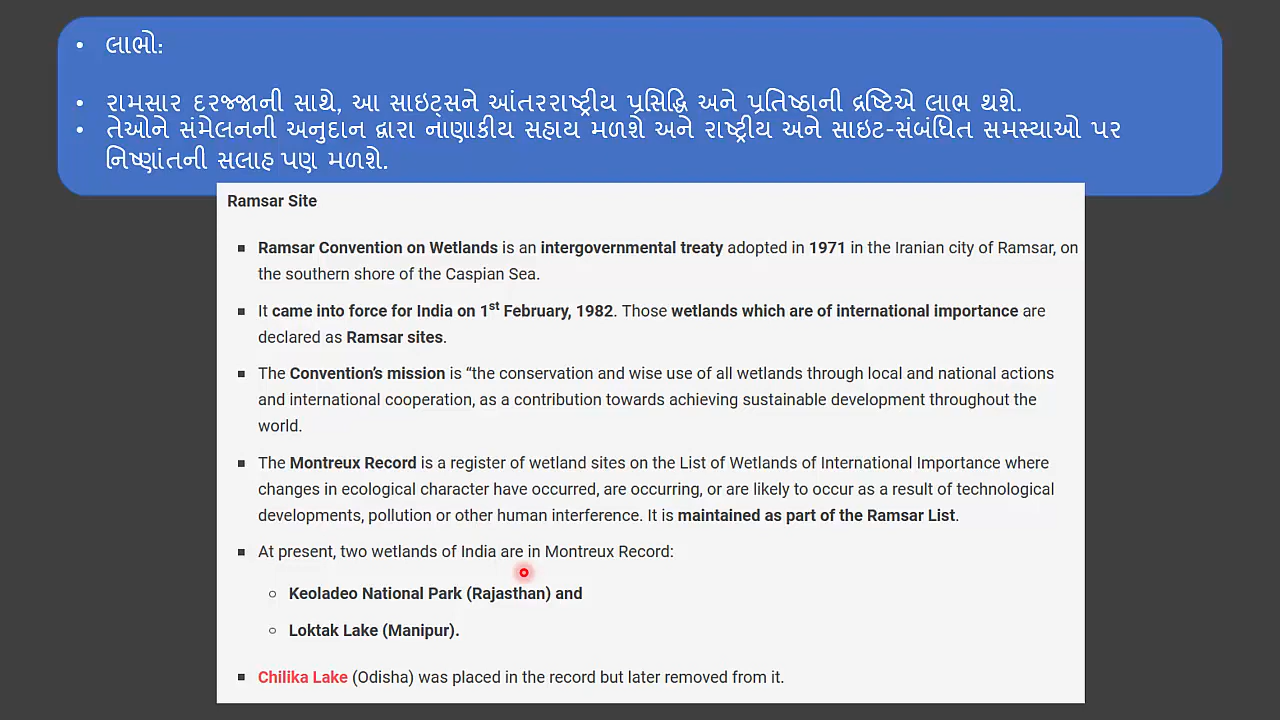 • લાભો:
• રામસાર દરજ્જાની સાથે, આ સાઇટ્સને આંતરરાષ્ટ્રીય પ્રસિદ્ધિ અને પ્રતિષ્ઠાની દ્રષ્ટિએ લાભ થશે.
• તેઓને સંમેલનની અનુદાન દ્વારા નાણાકીય સહાય મળશે અને રાષ્ટ્રીય અને સાઇટ-સંબંધિત સમસ્યાઓ પર
નિષ્ણાંતની સલાહ પણ મળશે.
Ramsar Site
▪ Ramsar Convention on Wetlands is an intergovernmental treaty adopted in 1971 in the Iranian city of Ramsar, on
the southern shore of the Caspian Sea.
▪ It came into force for India on 1st February, 1982. Those wetlands which are of international importance are
declared as Ramsar sites.
▪ The Convention’s mission is “the conservation and wise use of all wetlands through local and national actions
and international cooperation, as a contribution towards achieving sustainable development throughout the
world.
▪ The Montreux Record is a register of wetland sites on the List of Wetlands of International Importance where
changes in ecological character have occurred, are occurring, or are likely to occur as a result of technological
developments, pollution or other human interference. It is maintained as part of the Ramsar List.
▪ At present, two wetlands of India are in Montreux Record:
○ Keoladeo National Park (Rajasthan) and
○ Loktak Lake (Manipur).
▪ Chilika Lake (Odisha) was placed in the record but later removed from it.